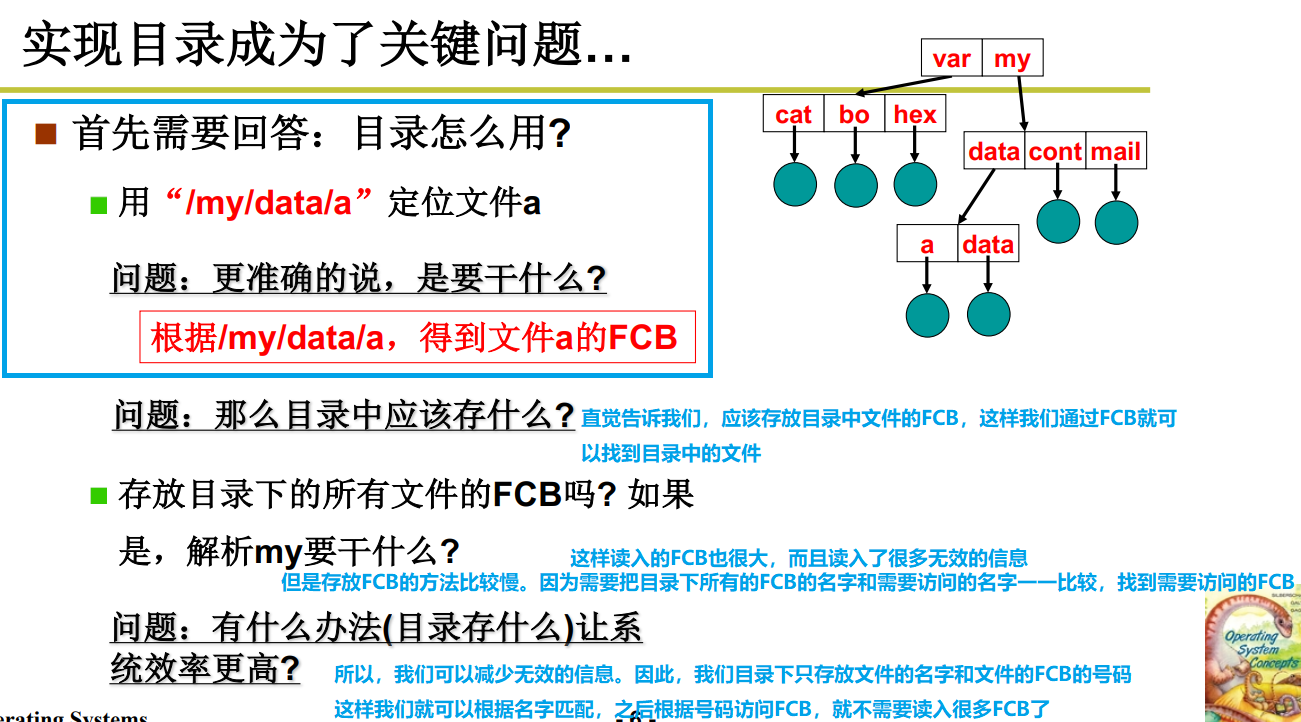 实现目录成为了关键问题…
var my
cat bo hex
data cont mail
a data
首先需要回答：目录怎么用?
用“/my/data/a”定位文件a
问题：更准确的说，是要干什么?
根据/my/data/a，得到文件a的FCB
问题：那么目录中应该存什么?
直觉告诉我们，应该存放目录中文件的FCB，这样我们通过FCB就可
以找到目录中的文件
存放目录下的所有文件的FCB吗? 如果
是，解析my要干什么?
这样读入的FCB也很大，而且读入了很多无效的信息
但是存放FCB的方法比较慢。因为需要把目录下所有的FCB的名字和需要访问的名字一一比较，找到需要访问的FCB
问题：有什么办法(目录存什么)让系
统效率更高?
所以，我们可以减少无效的信息。因此，我们目录下只存放文件的名字和文件的FCB的号码
这样我们就可以根据名字匹配，之后根据号码访问FCB，就不需要读入很多FCB了
erating Systems
- 6 -
Operating
System
Concepts